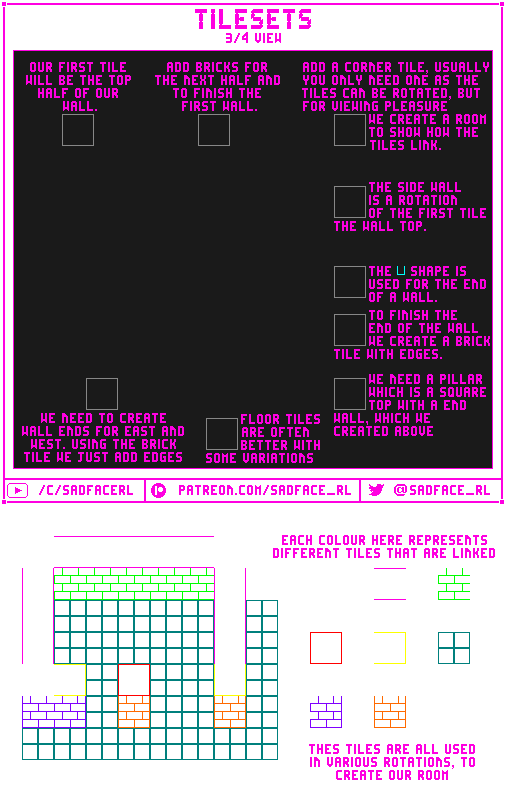 TILESETS
3/4 VIEW
OUR FIRST TILE
WILL BE THE TOP
HALF OF OUR
WALL.
ADD BRICKS FOR
THE NEXT HALF AND
TO FINISH THE
FIRST WALL.
ADD A CORNER TILE, USUALLY
YOU ONLY NEED ONE AS THE
TILES CAN BE ROTATED, BUT
FOR VIEWING PLEASURE
WE CREATE A ROOM
TO SHOW HOW THE
TILES LINK.
THE SIDE WALL
IS A ROTATION
OF THE FIRST TILE
THE WALL TOP.
THE U SHAPE IS
USED FOR THE END
OF A WALL.
TO FINISH THE
END OF THE WALL
WE CREATE A BRICK
TILE WITH EDGES.
WE NEED A PILLAR
WHICH IS A SQUARE
TOP WITH A END
WALL, WHICH WE
CREATED ABOVE
WE NEED TO CREATE
WALL ENDS FOR EAST AND
WEST. USING THE BRICK
TILE WE JUST ADD EDGES
FLOOR TILES
ARE OFTEN
BETTER WITH
SOME VARIATIONS
/C/SADFACERL
PATREON.COM/SADFACE_RL
@SADFACE_RL
EACH COLOUR HERE REPRESENTS
DIFFERENT TILES THAT ARE LINKED
THES TILES ARE ALL USED
IN VARIOUS ROTATIONS, TO
CREATE OUR ROOM